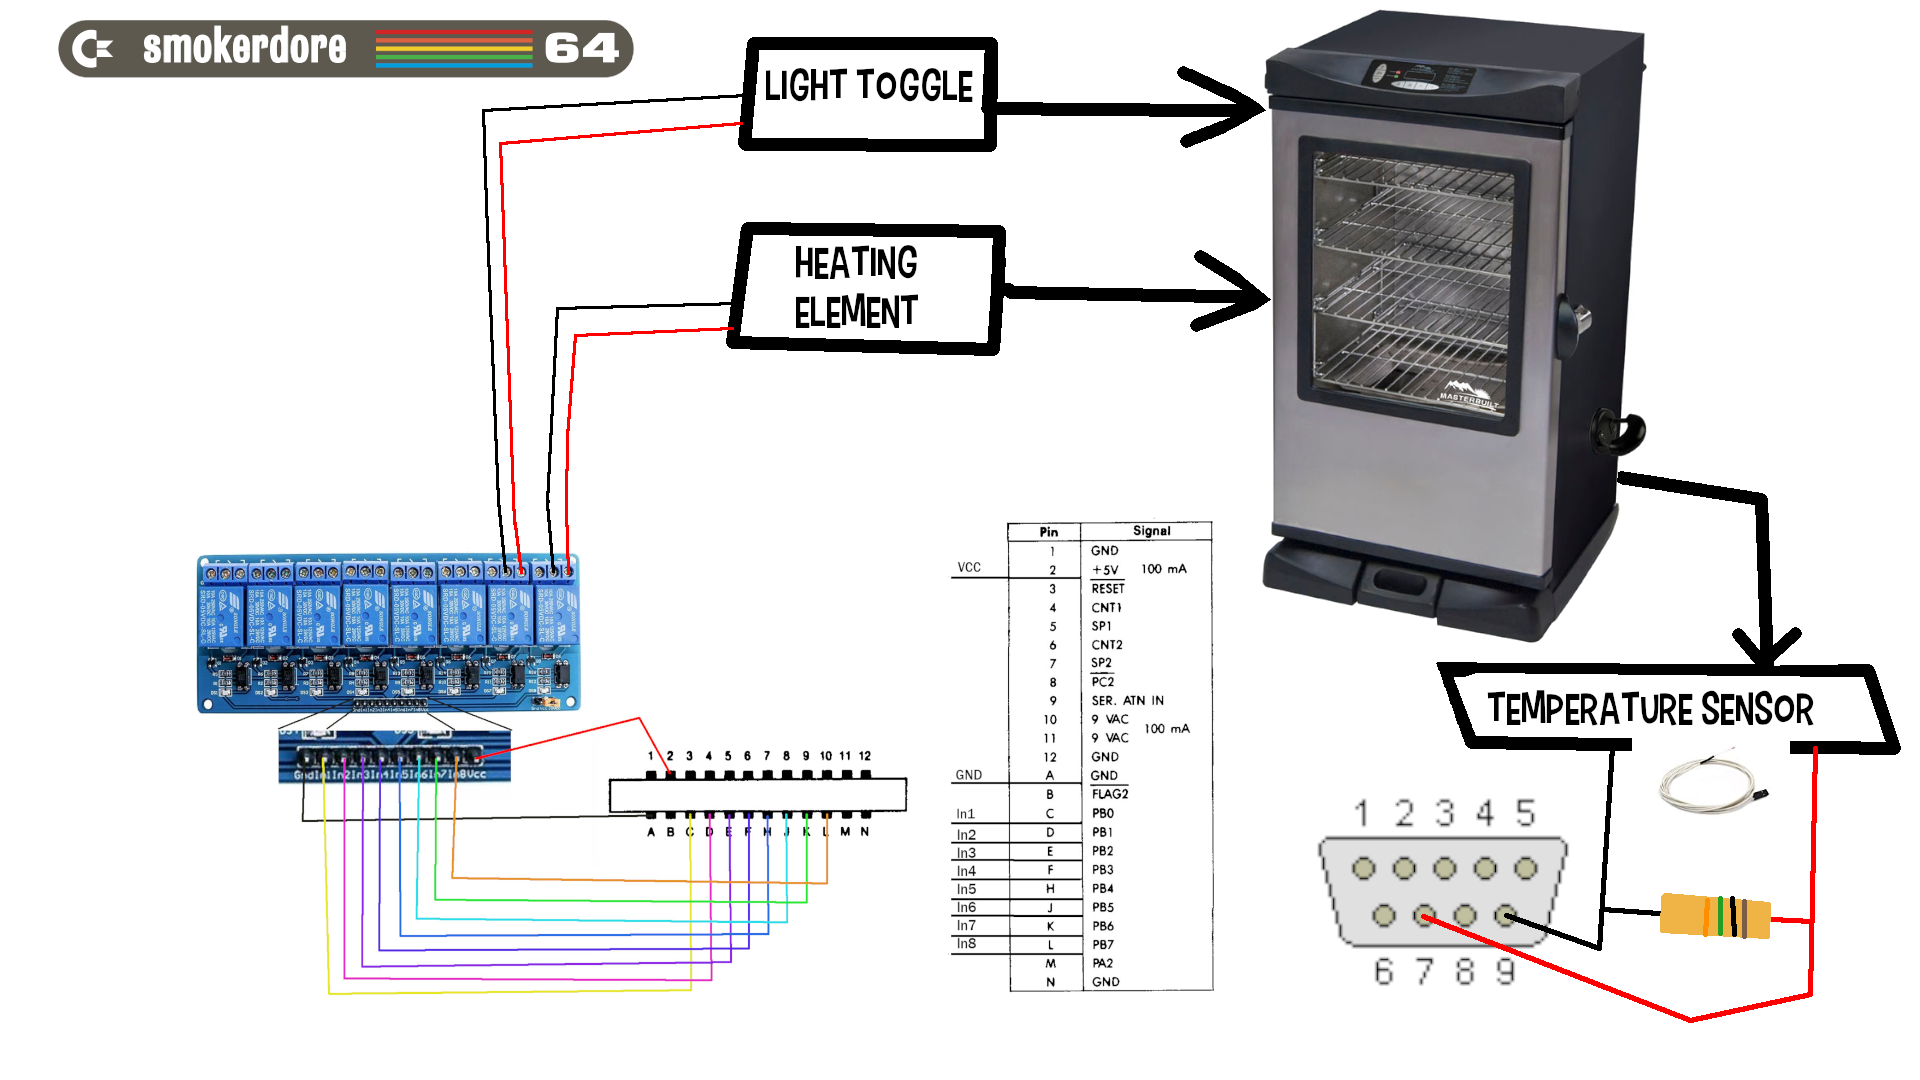 smokerdore 64
LIGHT TOGGLE
HEATING
ELEMENT
MASTERBUILT
Pin Signal
1 GND
VCC 2 +5V 100 mA
3 RESET
4 CNT1
5 SP1
6 CNT2
7 SP2
8 PC2
9 SER. ATN IN
10 9 VAC
100 mA
11 9 VAC
12 GND
GND A GND
B FLAG2
In1 C PB0
In2 D PB1
In3 E PB2
In4 F PB3
In5 H PB4
In6 J PB5
In7 K PB6
In8 L PB7
M PA2
N GND
Gnd In1 In2 In3 In4 In5 In6 In7 In8 Vcc
1 2 3 4 5 6 7 8 9 10 11 12
A B C D E F H J K L M N
TEMPERATURE SENSOR
1 2 3 4 5
6 7 8 9